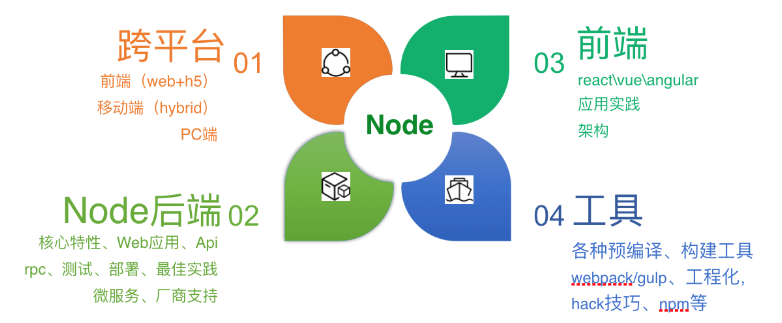 跨平台
01
前端（web+h5）
移动端（hybrid）
PC端
Node后端
02
核心特性、Web应用、Api
rpc、测试、部署、最佳实践
微服务、厂商支持
Node
03
前端
react\vue\angular
应用实践
架构
04
工具
各种预编译、构建工具
webpack/gulp、工程化,
hack技巧、npm等